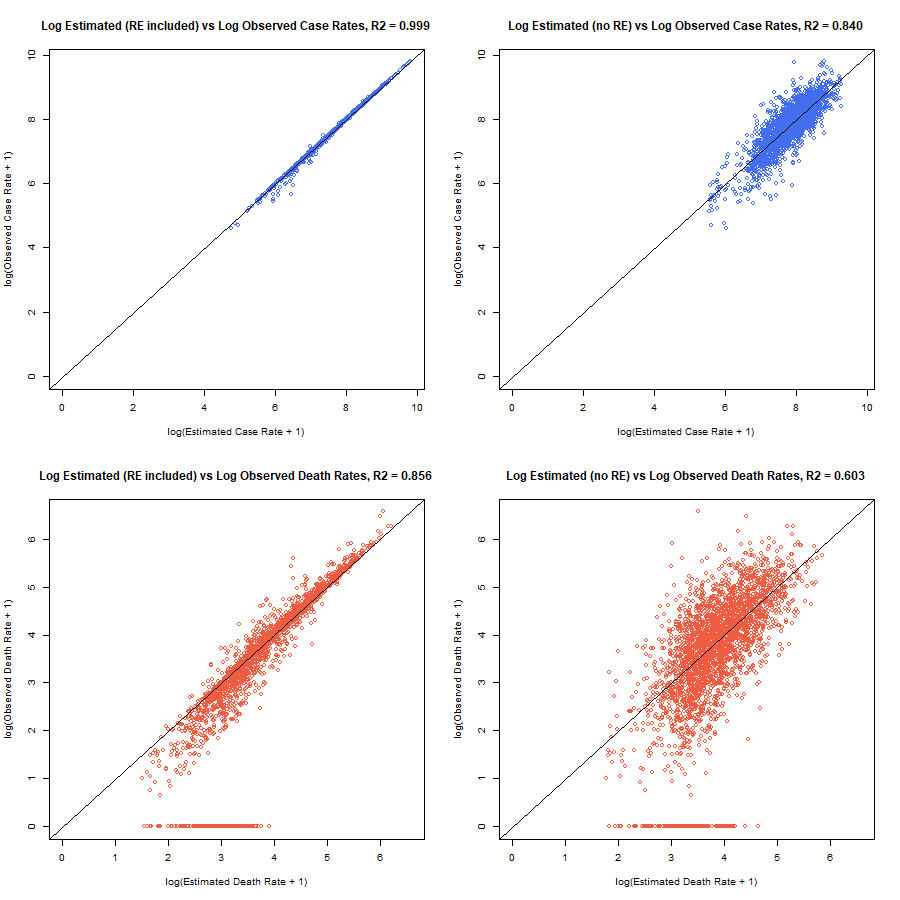 Log Estimated (RE included) vs Log Observed Case Rates, R2 = 0.999
log(Observed Case Rate + 1)
0 2 4 6 8 10
0 2 4 6 8 10
log(Estimated Case Rate + 1)
Log Estimated (no RE) vs Log Observed Case Rates, R2 = 0.840
log(Observed Case Rate + 1)
0 2 4 6 8 10
0 2 4 6 8 10
log(Estimated Case Rate + 1)
Log Estimated (RE included) vs Log Observed Death Rates, R2 = 0.856
log(Observed Death Rate + 1)
0 1 2 3 4 5 6
0 1 2 3 4 5 6
log(Estimated Death Rate + 1)
Log Estimated (no RE) vs Log Observed Death Rates, R2 = 0.603
log(Observed Death Rate + 1)
0 1 2 3 4 5 6
0 1 2 3 4 5 6
log(Estimated Death Rate + 1)